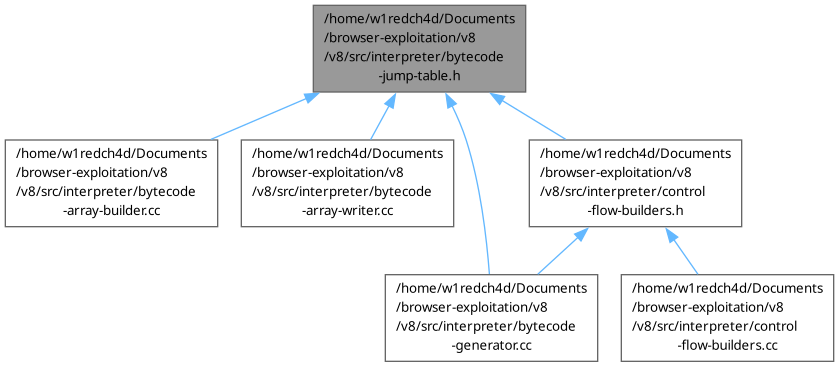 /home/w1redch4d/Documents
/browser-exploitation/v8
/v8/src/interpreter/bytecode
-jump-table.h
/home/w1redch4d/Documents
/browser-exploitation/v8
/v8/src/interpreter/bytecode
-array-builder.cc
/home/w1redch4d/Documents
/browser-exploitation/v8
/v8/src/interpreter/bytecode
-array-writer.cc
/home/w1redch4d/Documents
/browser-exploitation/v8
/v8/src/interpreter/control
-flow-builders.h
/home/w1redch4d/Documents
/browser-exploitation/v8
/v8/src/interpreter/bytecode
-generator.cc
/home/w1redch4d/Documents
/browser-exploitation/v8
/v8/src/interpreter/control
-flow-builders.cc